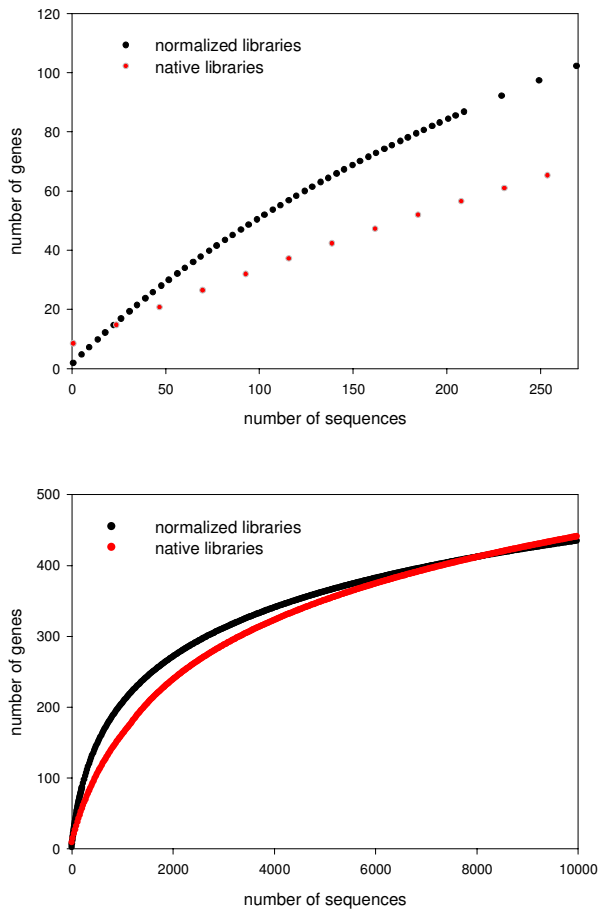 120
100
80
60
40
20
0
number of genes
normalized libraries
native libraries
0 50 100 150 200 250
number of sequences
500
400
300
200
100
0
number of genes
normalized libraries
native libraries
0 2000 4000 6000 8000 10000
number of sequences